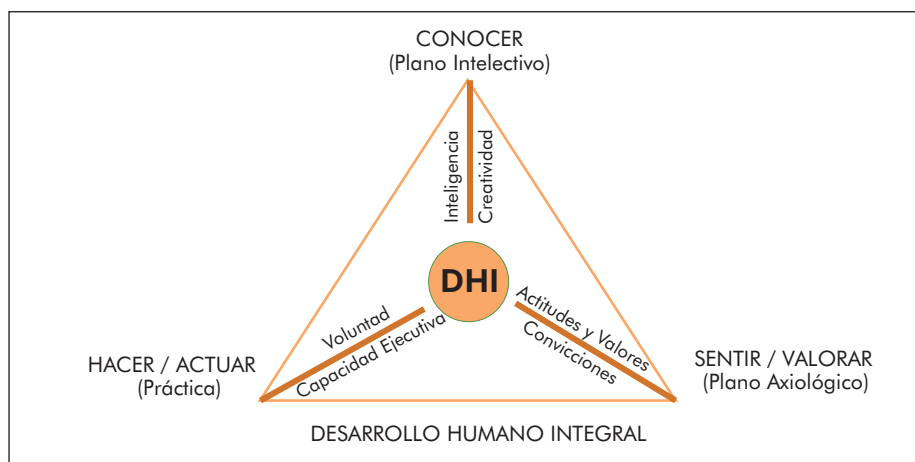 CONOCER
(Plano Intelectivo)
Inteligencia
Creatividad
DHI
Voluntad
Capacidad Ejecutiva
Actitudes y Valores
Convicciones
HACER / ACTUAR
(Práctica)
SENTIR / VALORAR
(Plano Axiológico)
DESARROLLO HUMANO INTEGRAL